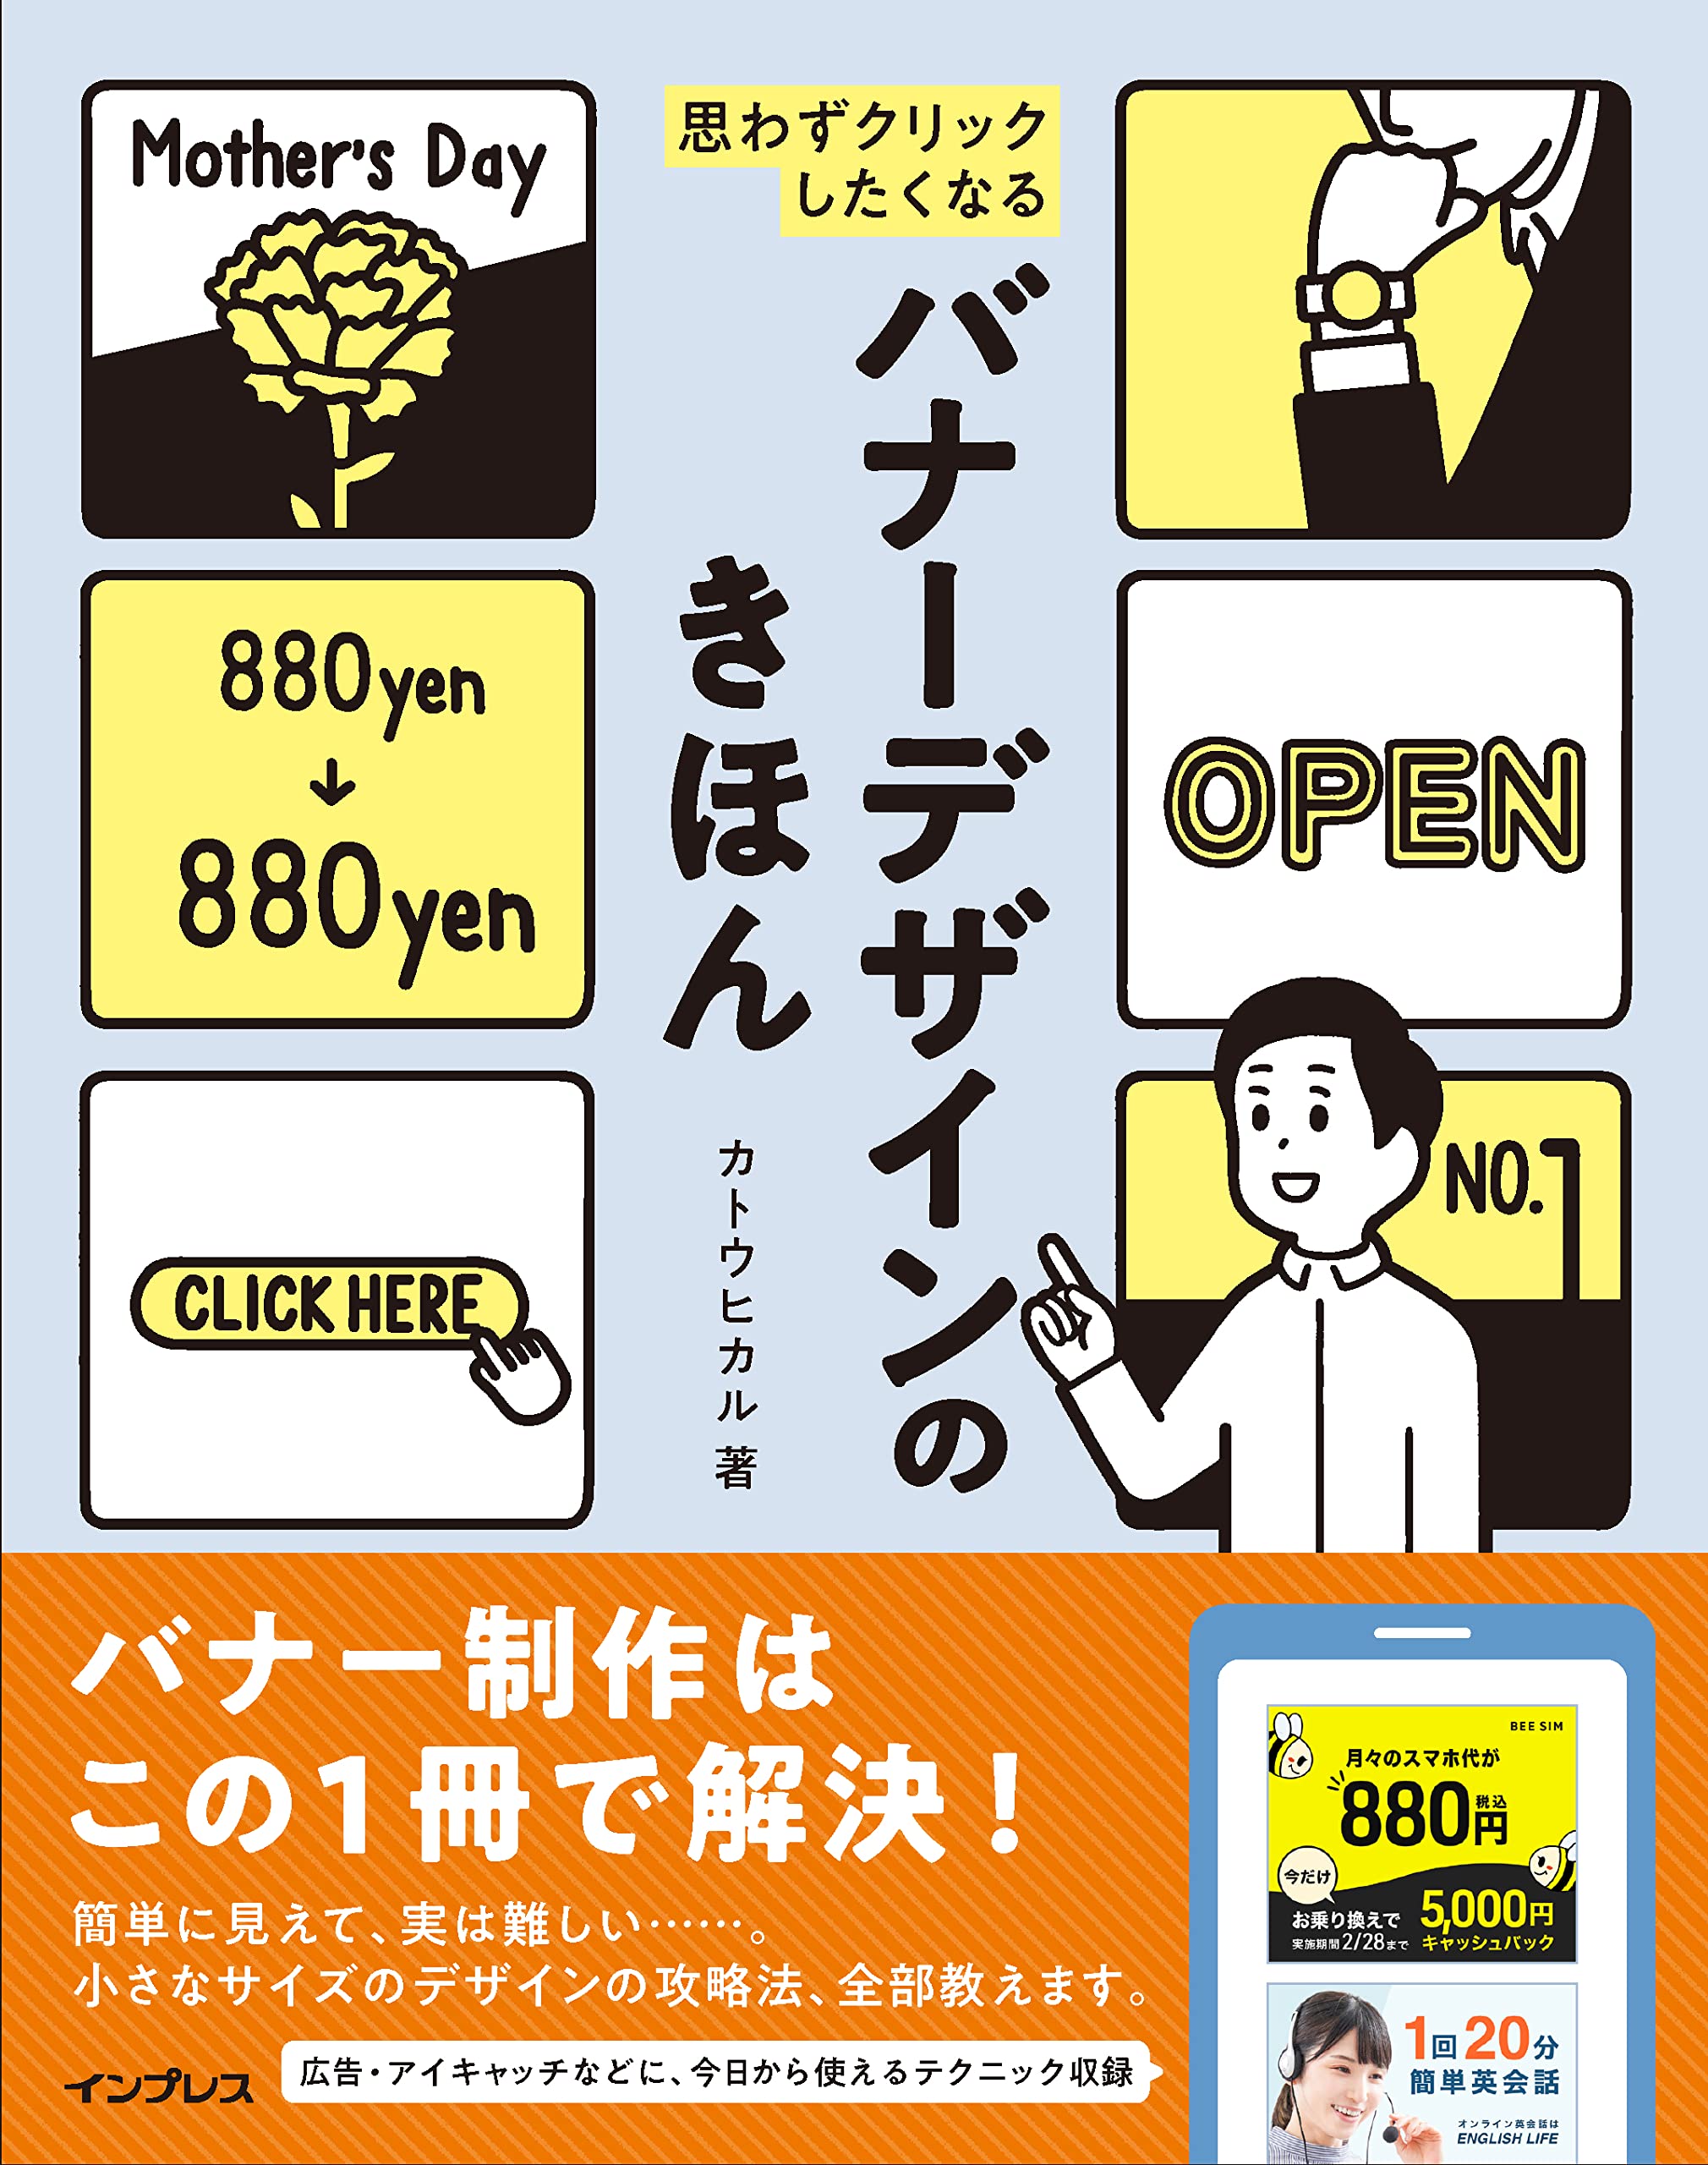 思わずクリック
したくなる
バナーデザインの
きほん
カトウヒカル 著
Mother's Day
880yen
↓
880yen
CLICK HERE
OPEN
NO.1
バナー制作は
この1冊で解決！
簡単に見えて、実は難しい……。
小さなサイズのデザインの攻略法、全部教えます。
インプレス
広告・アイキャッチなどに、今日から使えるテクニック収録
BEE SIM
月々のスマホ代が
880円税込
今だけ
お乗り換えで
実施期間2/28まで
5,000円
キャッシュバック
1回20分
簡単英会話
オンライン英会話は
ENGLISH LIFE